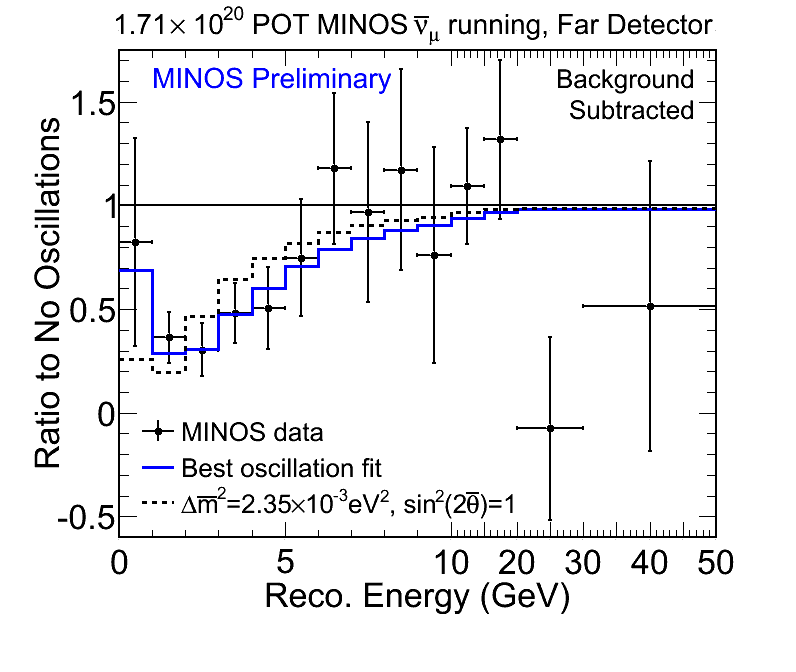 1.71× 10²⁰ POT MINOS ν̅μ running, Far Detector
MINOS Preliminary
Background
Subtracted
Ratio to No Oscillations
1.5
1
0.5
0
-0.5
MINOS data
Best oscillation fit
Δm̅²=2.35×10⁻³eV², sin²(2θ̅)=1
0 5 10 20 30 40 50
Reco. Energy (GeV)